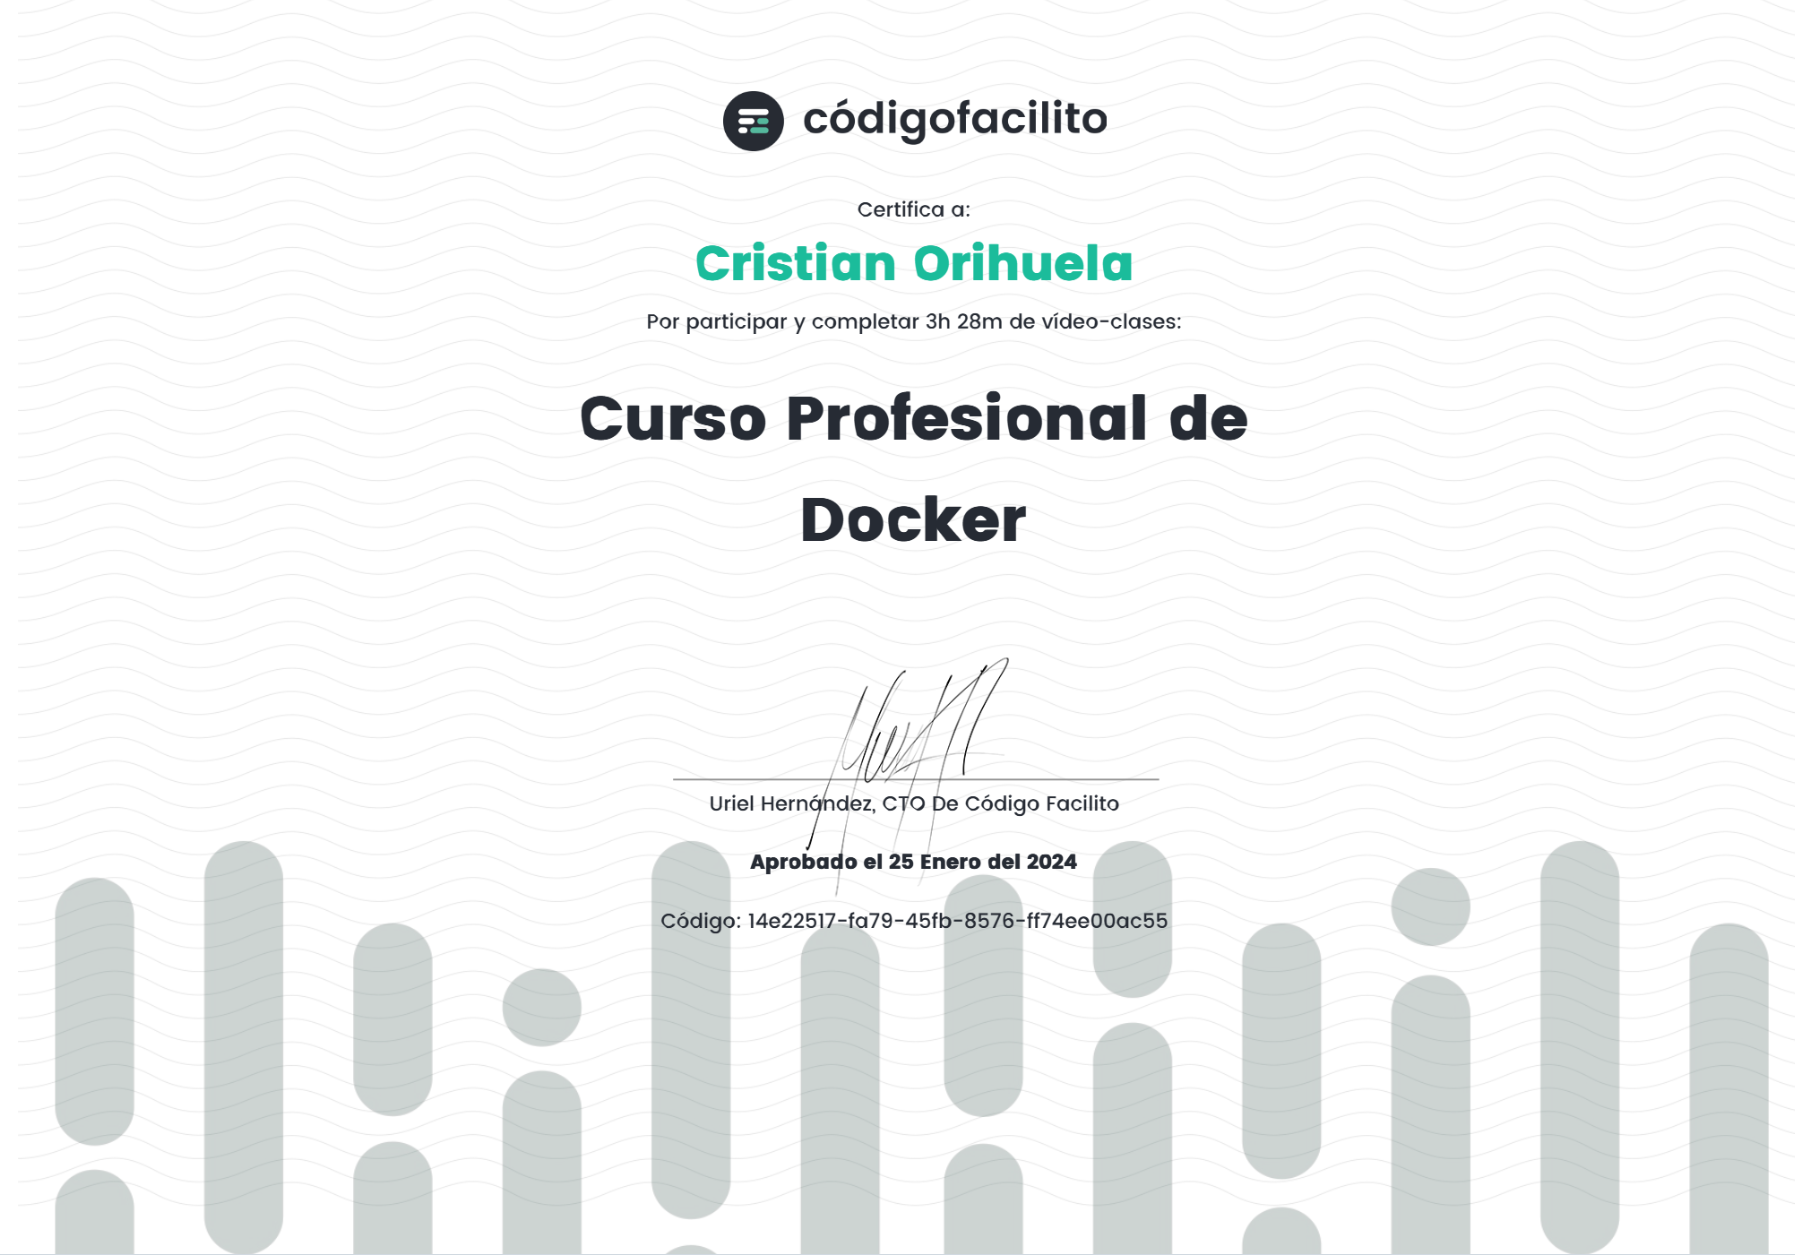 códigofacilito
Certifica a:
Cristian Orihuela
Por participar y completar 3h 28m de vídeo-clases:
Curso Profesional de
Docker
Uriel Hernández, CTO De Código Facilito
Aprobado el 25 Enero del 2024
Código: 14e22517-fa79-45fb-8576-ff74ee00ac55